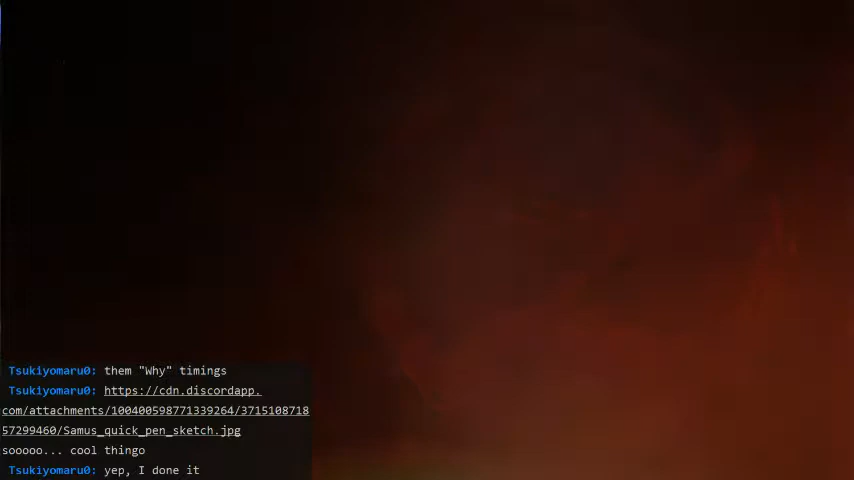 Tsukiyomaru0: them "Why" timings
Tsukiyomaru0: https://cdn.discordapp.
com/attachments/100400598771339264/3715108718
57299460/Samus_quick_pen_sketch.jpg
sooooo... cool thingo
Tsukiyomaru0: yep, I done it